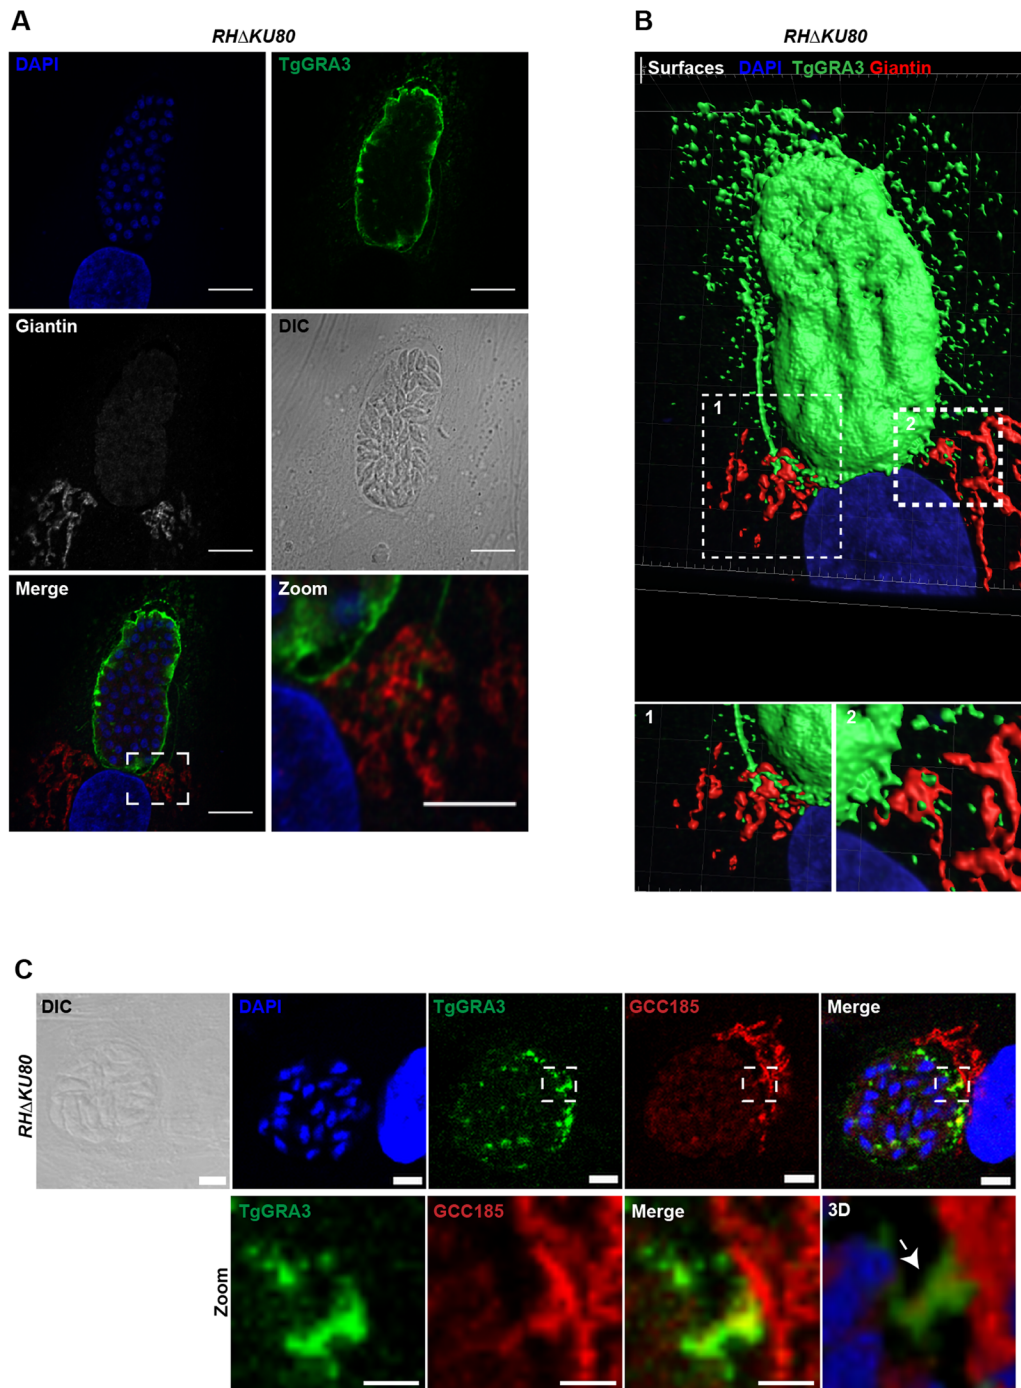 A
RHΔKU80
DAPI
TgGRA3
Giantin
DIC
Merge
Zoom
B
RHΔKU80
Surfaces DAPI TgGRA3 Giantin
1
2
1
2
C
RHΔKU80
DIC
DAPI
TgGRA3
GCC185
Merge
Zoom
TgGRA3
GCC185
Merge
3D